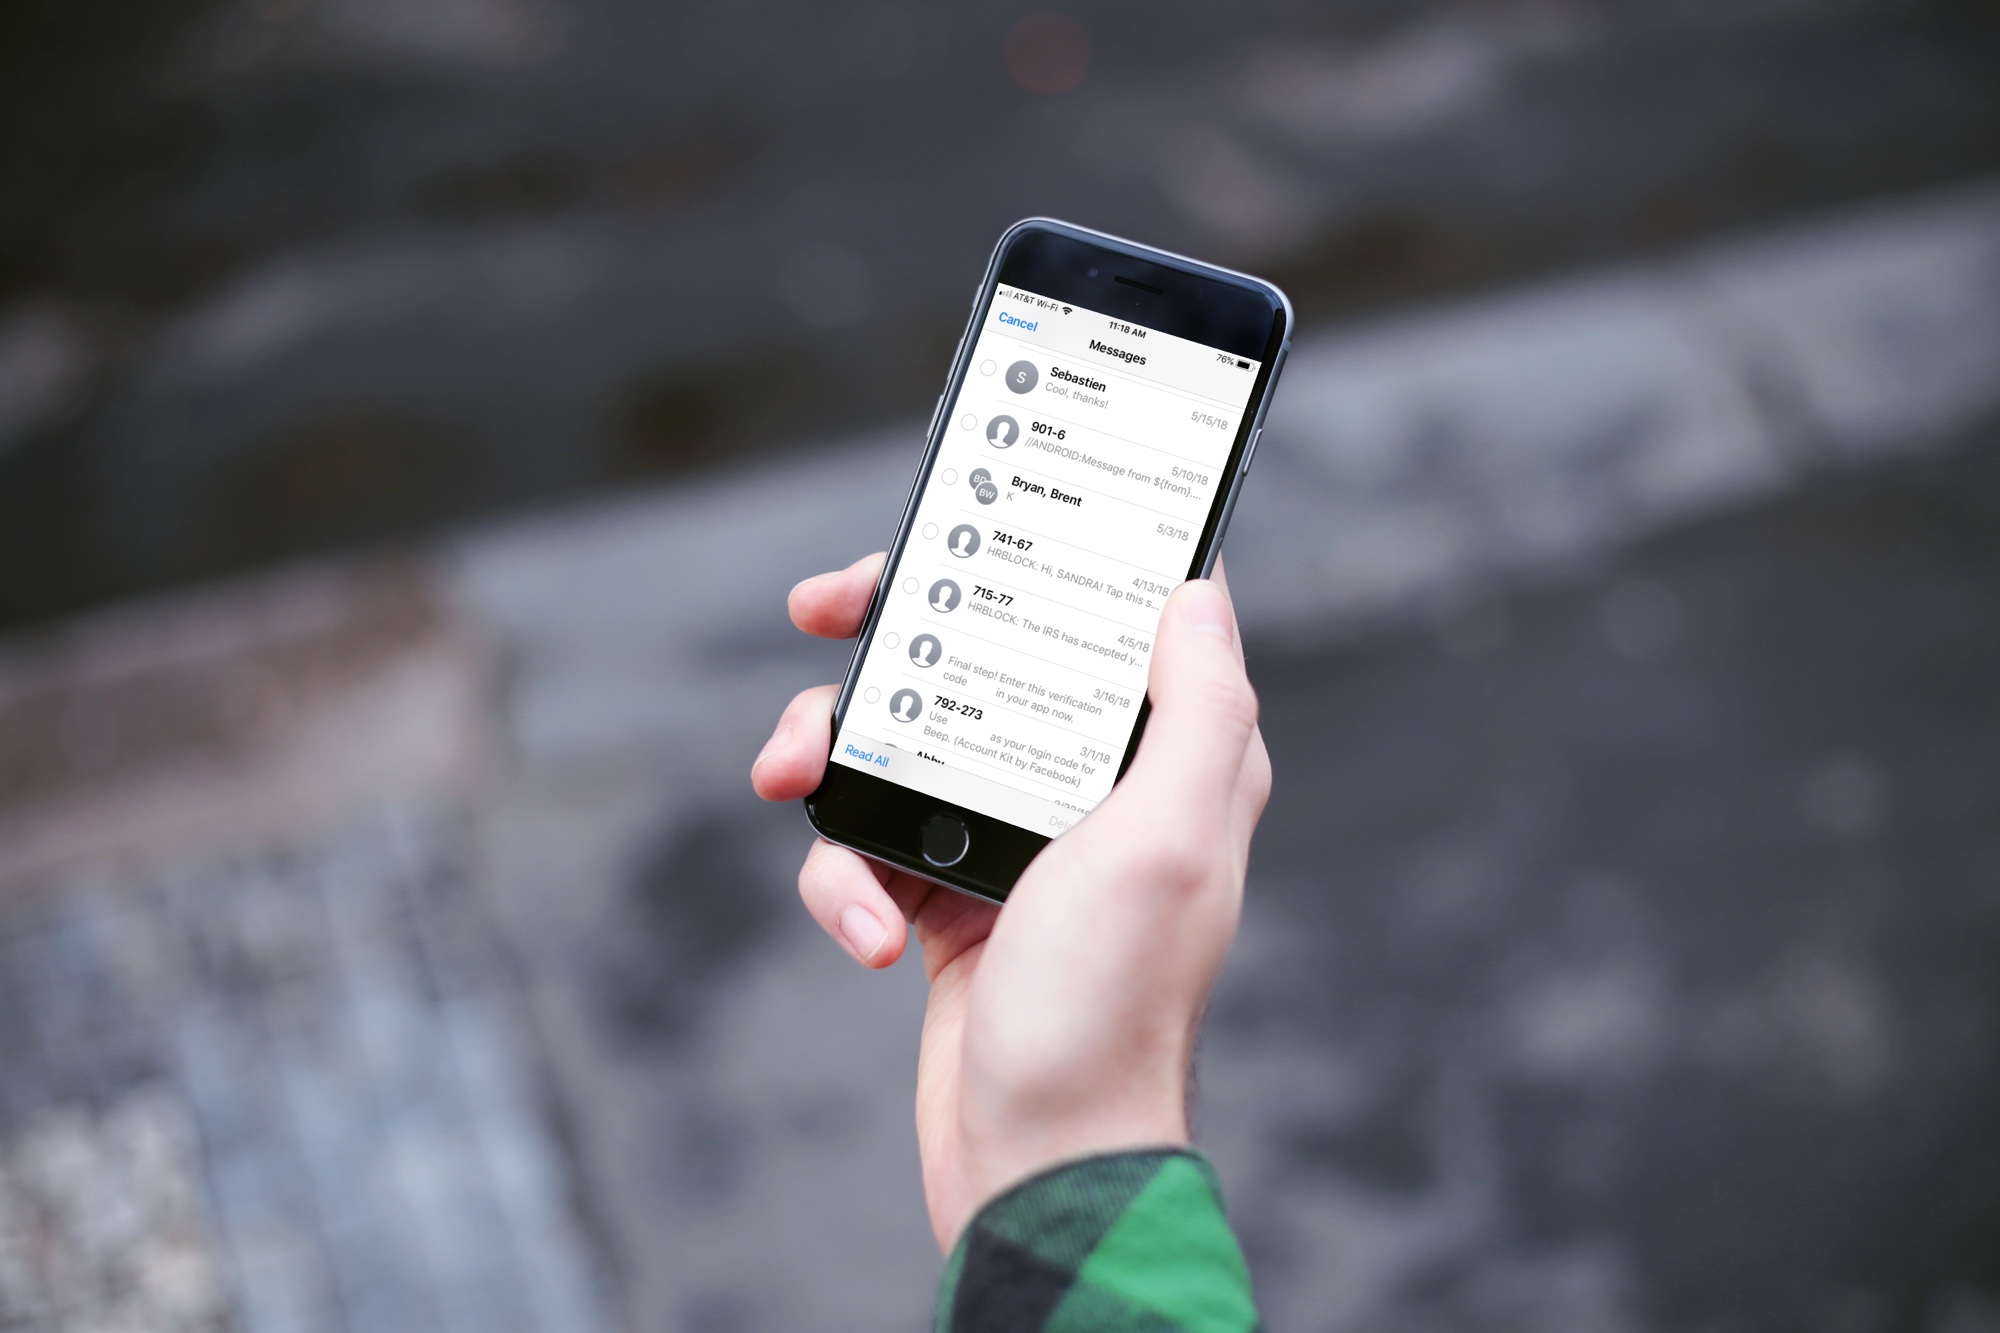 AT&T Wi-Fi 11:18 AM 76%
Cancel
Messages
S Sebastien 5/15/18
Cool, thanks!
901-6 5/10/18
//ANDROID:Message from ${from}....
BD BW Bryan, Brent 5/3/18
K
741-67 4/13/18
HRBLOCK: Hi, SANDRA! Tap this s...
715-77 4/5/18
HRBLOCK: The IRS has accepted y...
3/16/18
Final step! Enter this verification
code in your app now.
792-273 3/1/18
Use as your login code for
Beep. (Account Kit by Facebook)
Abby
Read All